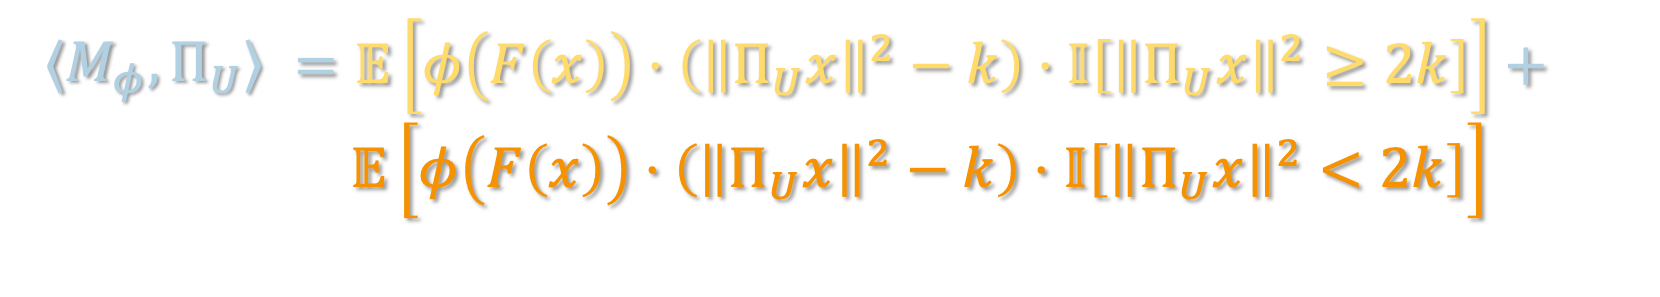 ⟨M_ϕ, Π_U⟩ = 𝔼[ϕ(F(x)) · (‖Π_U x‖² − k) · 𝕀[‖Π_U x‖² ≥ 2k]] +
𝔼[ϕ(F(x)) · (‖Π_U x‖² − k) · 𝕀[‖Π_U x‖² < 2k]]